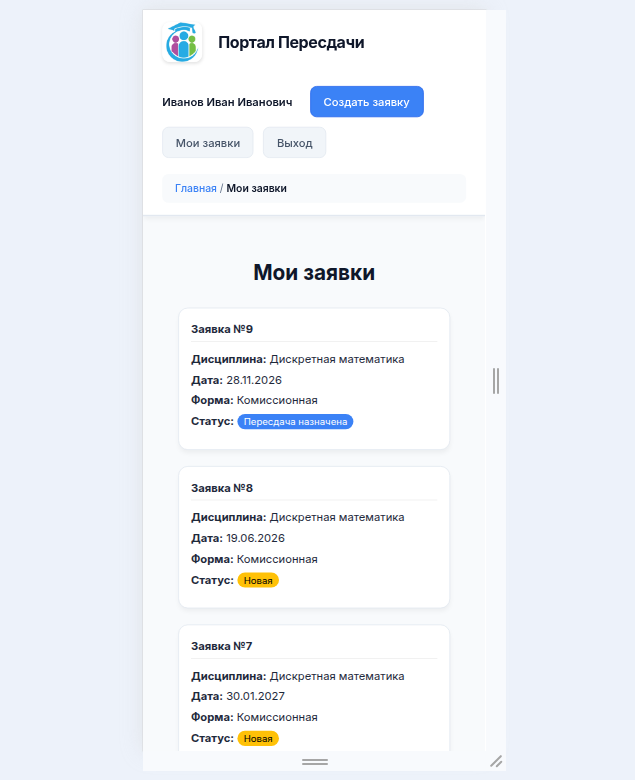 Портал Пересдачи
Иванов Иван Иванович
Создать заявку
Мои заявки
Выход
Главная / Мои заявки
Мои заявки
Заявка №9
Дисциплина: Дискретная математика
Дата: 28.11.2026
Форма: Комиссионная
Статус: Пересдача назначена
Заявка №8
Дисциплина: Дискретная математика
Дата: 19.06.2026
Форма: Комиссионная
Статус: Новая
Заявка №7
Дисциплина: Дискретная математика
Дата: 30.01.2027
Форма: Комиссионная
Статус: Новая